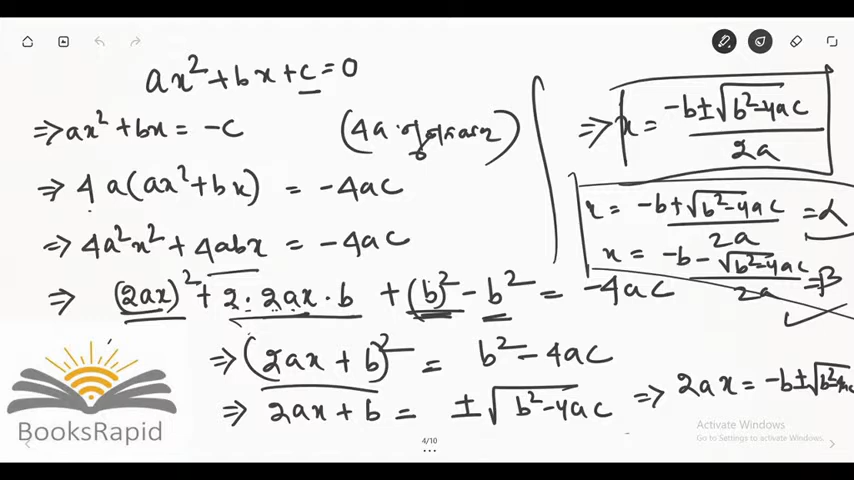 ax² + bx + c = 0
⇒ ax² + bx = -c
⇒ 4a(ax² + bx) = -4ac
⇒ 4a²x² + 4abx = -4ac
⇒ (2ax)² + 2·2ax·b + (b)² - b² = -4ac
⇒ (2ax + b)² = b² - 4ac
⇒ 2ax + b = ±√b² - 4ac
⇒ 2ax = -b ± √b² - 4ac
⇒ x = -b ± √b² - 4ac / 2a
x = -b + √b² - 4ac / 2a = α
x = -b - √b² - 4ac / 2a = β
BooksRapid
4/10
Activate Windows
Go to Settings to activate Windows.